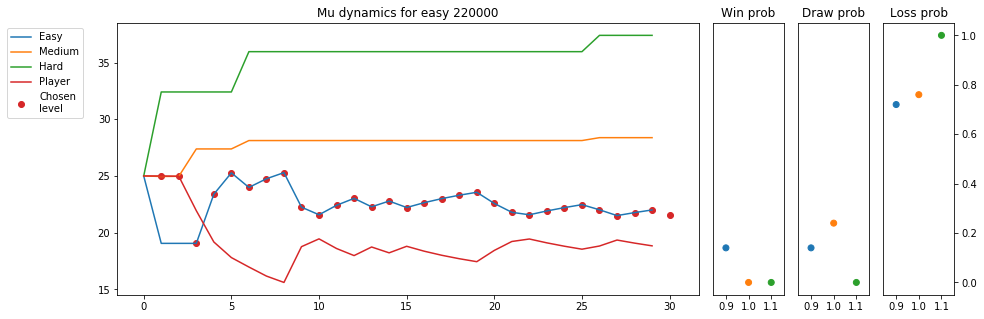 Mu dynamics for easy 220000
Win prob
Draw prob
Loss prob
Easy
Medium
Hard
Player
Chosen
level
35
30
25
20
15
0
5
10
15
20
25
30
0.9 1.0 1.1
0.9 1.0 1.1
0.9 1.0 1.1
1.0
0.8
0.6
0.4
0.2
0.0